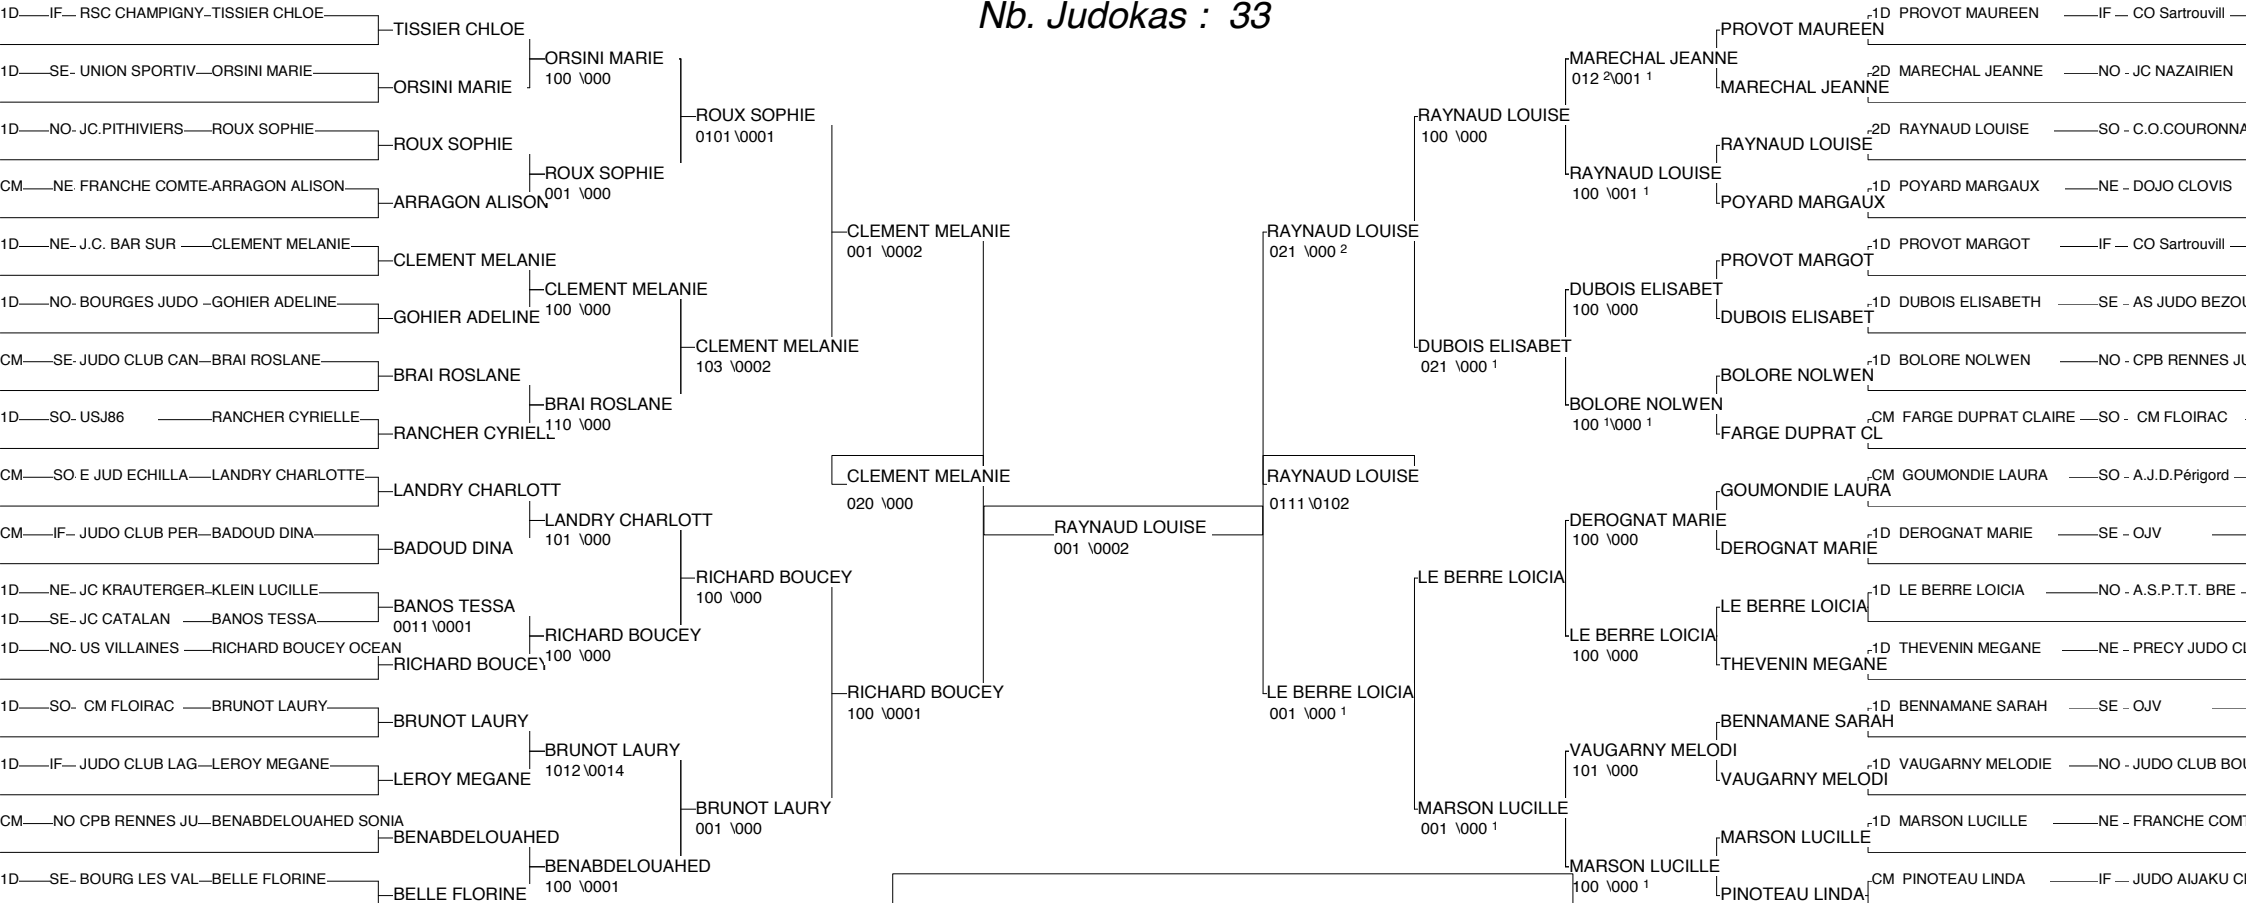 Nb. Judokas : 33
1D IF RSC CHAMPIGNY TISSIER CHLOE
1D SE UNION SPORTIV ORSINI MARIE
1D NO JC.PITHIVIERS ROUX SOPHIE
CM NE FRANCHE COMTE ARRAGON ALISON
1D NE J.C. BAR SUR CLEMENT MELANIE
1D NO BOURGES JUDO GOHIER ADELINE
CM SE JUDO CLUB CAN BRAI ROSLANE
1D SO USJ86 RANCHER CYRIELLE
CM SO E JUD ECHILLA LANDRY CHARLOTTE
CM IF JUDO CLUB PER BADOUD DINA
1D NE JC KRAUTERGER KLEIN LUCILLE
1D SE JC CATALAN BANOS TESSA
1D NO US VILLAINES RICHARD BOUCEY OCEAN
1D SO CM FLOIRAC BRUNOT LAURY
1D IF JUDO CLUB LAG LEROY MEGANE
CM NO CPB RENNES JU BENABDELOUAHED SONIA
1D SE BOURG LES VAL BELLE FLORINE
TISSIER CHLOE
ORSINI MARIE
ROUX SOPHIE
ARRAGON ALISON
CLEMENT MELANIE
GOHIER ADELINE
BRAI ROSLANE
RANCHER CYRIELL
LANDRY CHARLOTT
BADOUD DINA
BANOS TESSA
0011 \0001
RICHARD BOUCEY
BRUNOT LAURY
LEROY MEGANE
BENABDELOUAHED
BELLE FLORINE
ORSINI MARIE
100 \000
ROUX SOPHIE
001 \000
CLEMENT MELANIE
100 \000
BRAI ROSLANE
110 \000
LANDRY CHARLOTT
101 \000
RICHARD BOUCEY
100 \000
BRUNOT LAURY
1012 \0014
BENABDELOUAHED
100 \0001
ROUX SOPHIE
0101 \0001
CLEMENT MELANIE
103 \0002
RICHARD BOUCEY
100 \000
BRUNOT LAURY
001 \000
CLEMENT MELANIE
001 \0002
CLEMENT MELANIE
020 \000
RICHARD BOUCEY
100 \0001
RAYNAUD LOUISE
001 \0002
RAYNAUD LOUISE
021 \000 2
RAYNAUD LOUISE
0111 \0102
LE BERRE LOICIA
001 \000 1
RAYNAUD LOUISE
100 \000
DUBOIS ELISABET
021 \000 1
LE BERRE LOICIA
MARSON LUCILLE
001 \000 1
MARECHAL JEANNE
012 2\001 1
RAYNAUD LOUISE
100 \001 1
DUBOIS ELISABET
100 \000
BOLORE NOLWEN
100 1\000 1
DEROGNAT MARIE
100 \000
LE BERRE LOICIA
100 \000
VAUGARNY MELODI
101 \000
MARSON LUCILLE
100 \000 1
PROVOT MAUREEN
MARECHAL JEANNE
RAYNAUD LOUISE
POYARD MARGAUX
PROVOT MARGOT
DUBOIS ELISABET
BOLORE NOLWEN
FARGE DUPRAT CL
GOUMONDIE LAURA
DEROGNAT MARIE
LE BERRE LOICIA
THEVENIN MEGANE
BENNAMANE SARAH
VAUGARNY MELODI
MARSON LUCILLE
PINOTEAU LINDA
1D PROVOT MAUREEN IF CO Sartrouvill
2D MARECHAL JEANNE NO JC NAZAIRIEN
2D RAYNAUD LOUISE SO C.O.COURONNA
1D POYARD MARGAUX NE DOJO CLOVIS
1D PROVOT MARGOT IF CO Sartrouvill
1D DUBOIS ELISABETH SE AS JUDO BEZOU
1D BOLORE NOLWEN NO CPB RENNES JU
CM FARGE DUPRAT CLAIRE SO CM FLOIRAC
CM GOUMONDIE LAURA SO A.J.D.Périgord
1D DEROGNAT MARIE SE OJV
1D LE BERRE LOICIA NO A.S.P.T.T. BRE
1D THEVENIN MEGANE NE PRECY JUDO CL
1D BENNAMANE SARAH SE OJV
1D VAUGARNY MELODIE NO JUDO CLUB BOU
1D MARSON LUCILLE NE FRANCHE COMT
CM PINOTEAU LINDA IF JUDO AIJAKU C